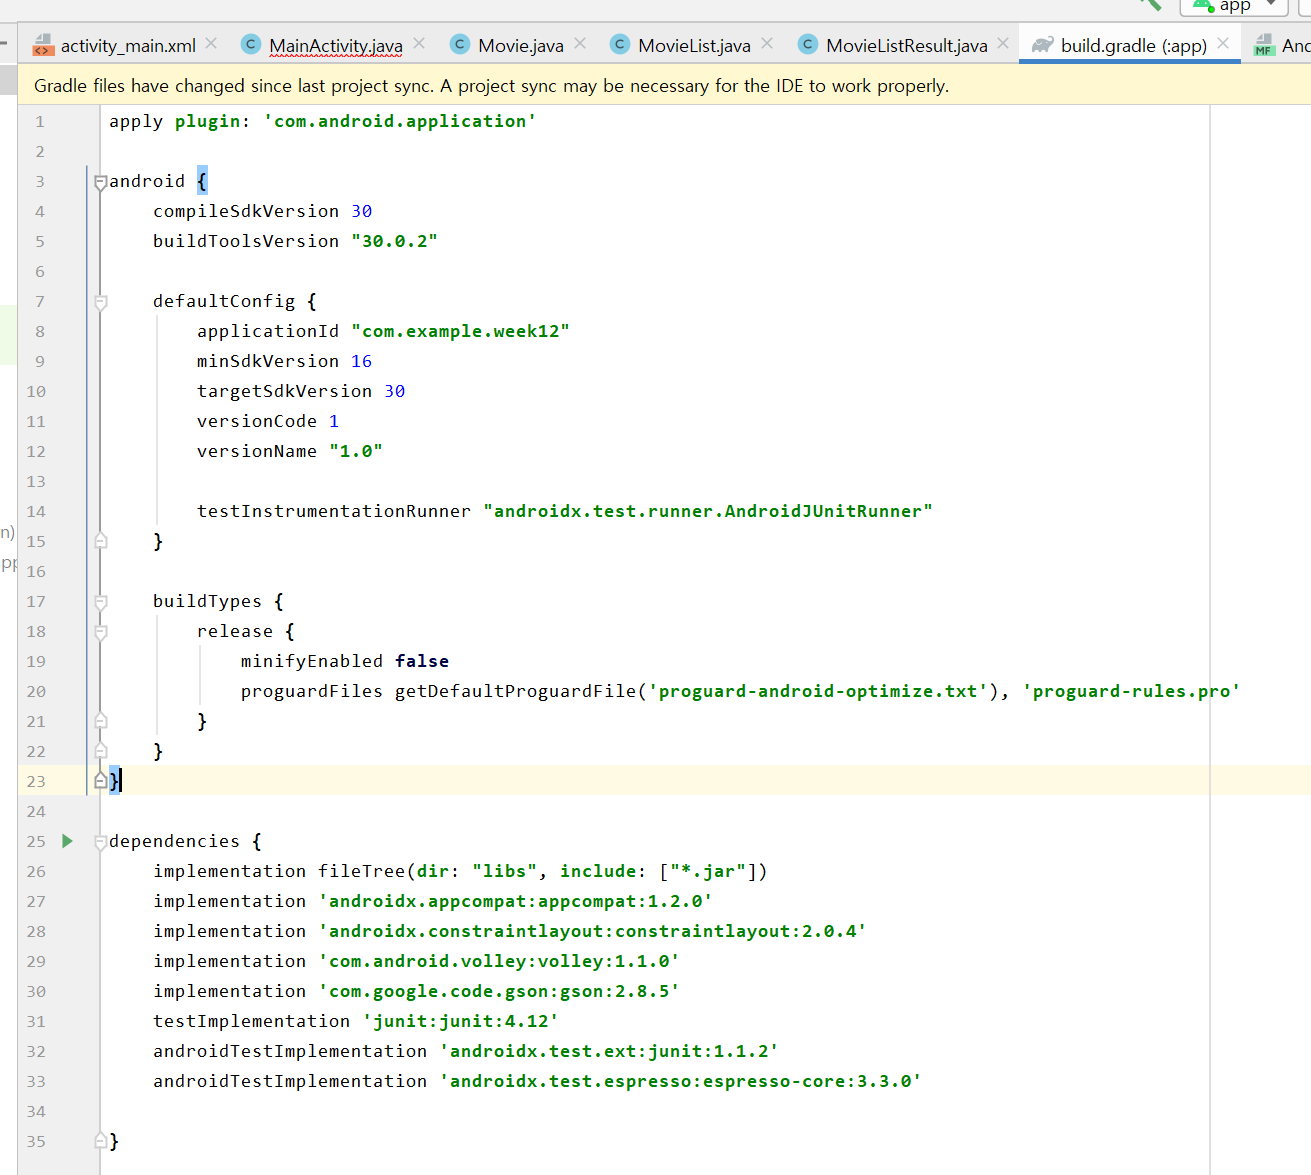 app
activity_main.xml MainActivity.java Movie.java MovieList.java MovieListResult.java build.gradle (:app) MF
Gradle files have changed since last project sync. A project sync may be necessary for the IDE to work properly.
1 apply plugin: 'com.android.application'
2
3 android {
4 compileSdkVersion 30
5 buildToolsVersion "30.0.2"
6
7 defaultConfig {
8 applicationId "com.example.week12"
9 minSdkVersion 16
10 targetSdkVersion 30
11 versionCode 1
12 versionName "1.0"
13
14 testInstrumentationRunner "androidx.test.runner.AndroidJUnitRunner"
n) 15 }
16
17 buildTypes {
18 release {
19 minifyEnabled false
20 proguardFiles getDefaultProguardFile('proguard-android-optimize.txt'), 'proguard-rules.pro'
21 }
22 }
23 }
24
25 dependencies {
26 implementation fileTree(dir: "libs", include: ["*.jar"])
27 implementation 'androidx.appcompat:appcompat:1.2.0'
28 implementation 'androidx.constraintlayout:constraintlayout:2.0.4'
29 implementation 'com.android.volley:volley:1.1.0'
30 implementation 'com.google.code.gson:gson:2.8.5'
31 testImplementation 'junit:junit:4.12'
32 androidTestImplementation 'androidx.test.ext:junit:1.1.2'
33 androidTestImplementation 'androidx.test.espresso:espresso-core:3.3.0'
34
35 }